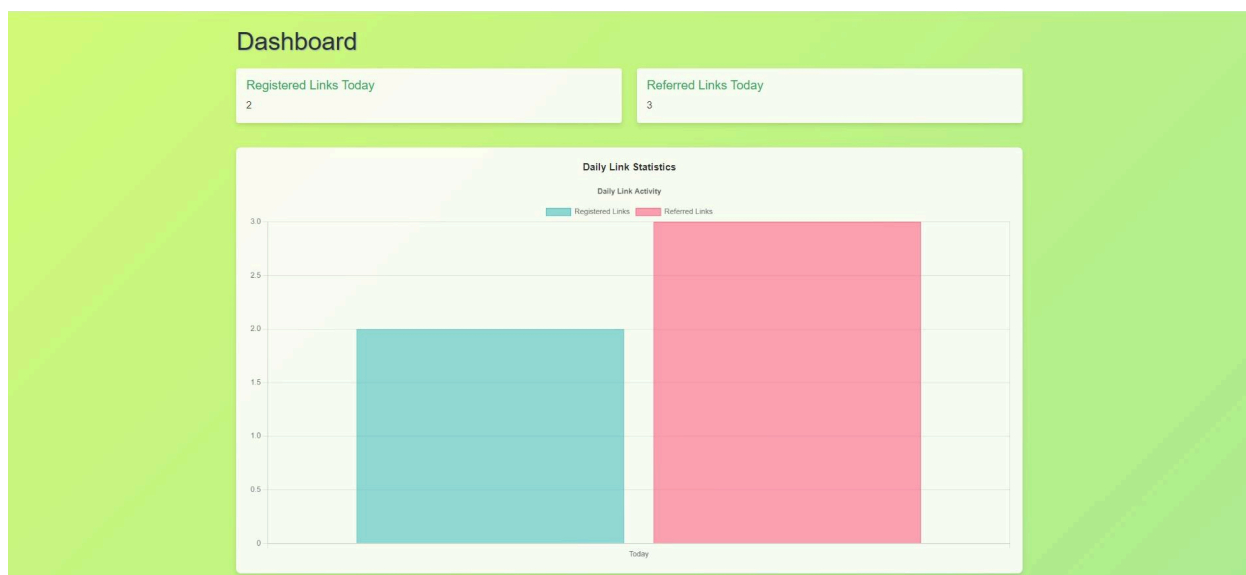 Dashboard
Registered Links Today
2
Referred Links Today
3
Daily Link Statistics
Daily Link Activity
Registered Links Referred Links
3.0
2.5
2.0
1.5
1.0
0.5
0
Today